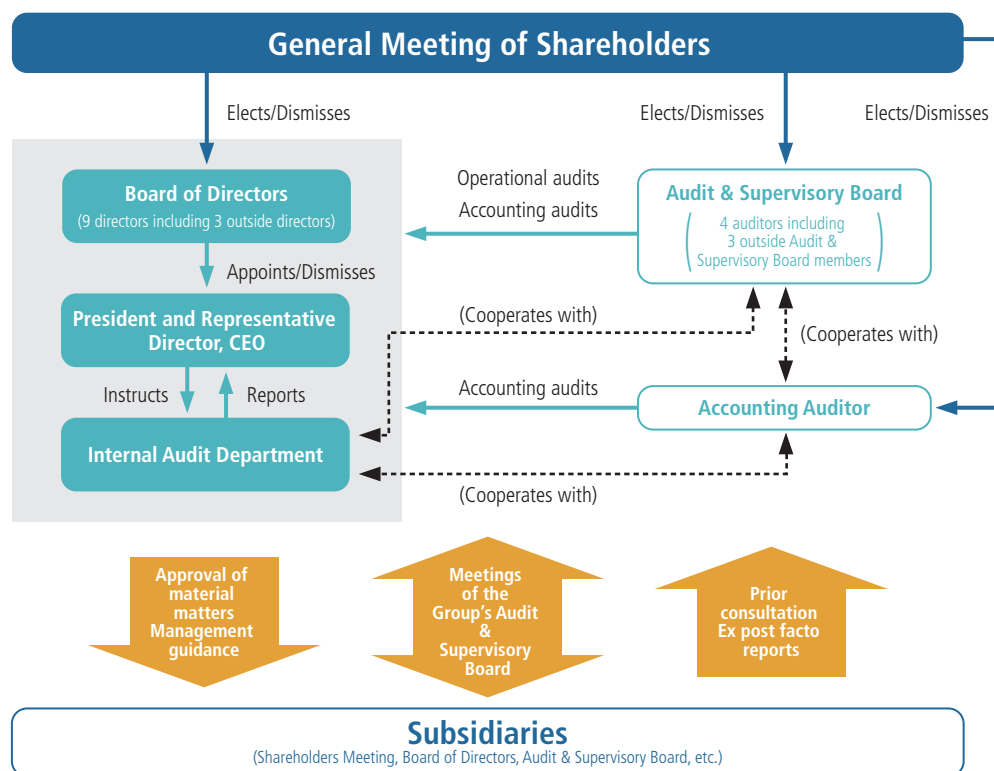 General Meeting of Shareholders
Elects/Dismisses
Elects/Dismisses
Elects/Dismisses
Board of Directors
(9 directors including 3 outside directors)
Operational audits
Accounting audits
Audit & Supervisory Board
(4 auditors including
3 outside Audit &
Supervisory Board members)
Appoints/Dismisses
President and Representative
Director, CEO
(Cooperates with)
(Cooperates with)
Instructs
Reports
Accounting audits
Accounting Auditor
Internal Audit Department
(Cooperates with)
Approval of
material
matters
Management
guidance
Meetings
of the
Group's Audit
&
Supervisory
Board
Prior
consultation
Ex post facto
reports
Subsidiaries
(Shareholders Meeting, Board of Directors, Audit & Supervisory Board, etc.)